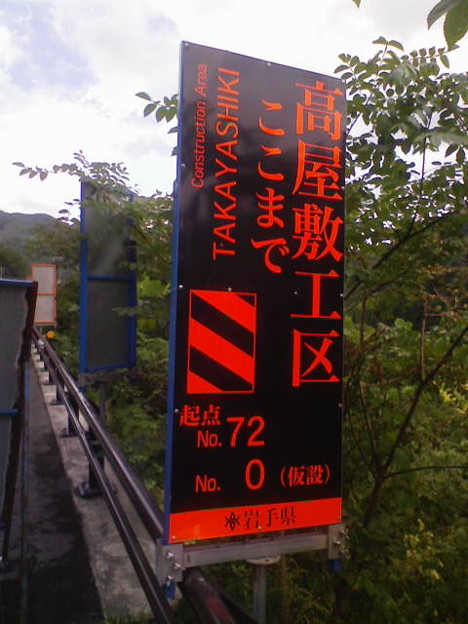 高屋敷工区
ここまで
TAKAYASHIKI
Construction Area
起点
No. 72
No. 0 (仮設)
岩手県